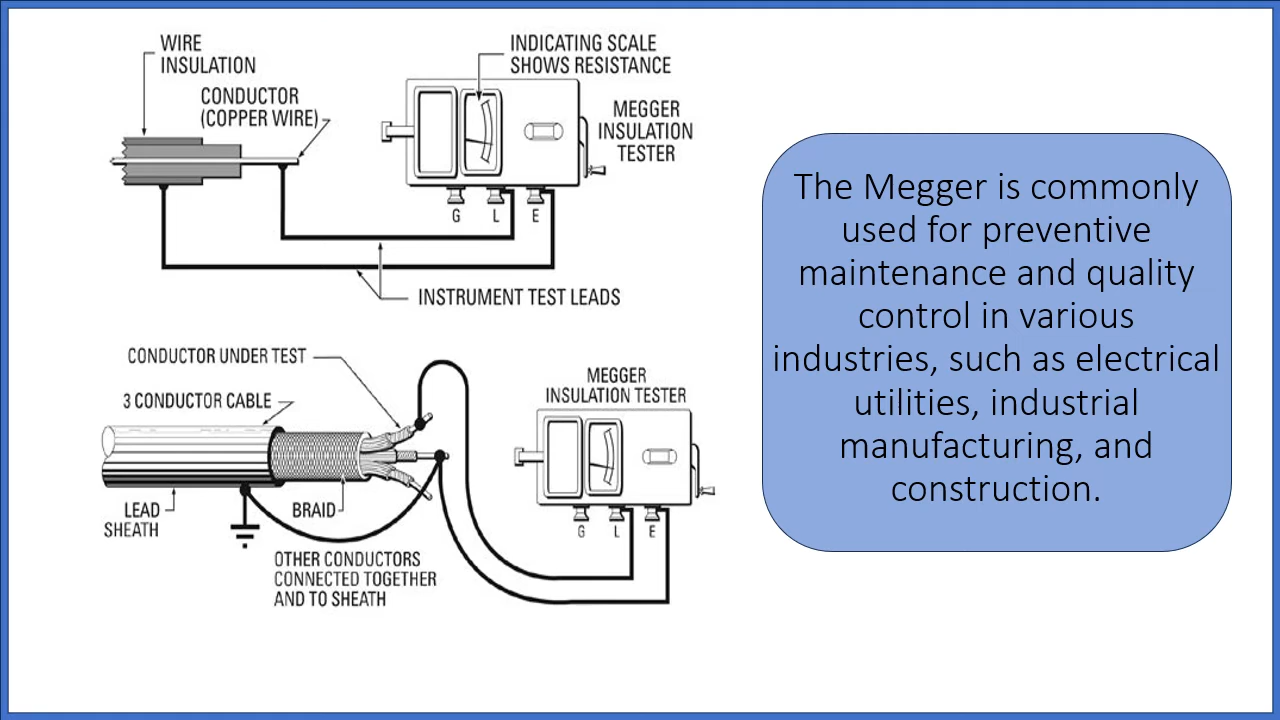 WIRE
INSULATION
CONDUCTOR
(COPPER WIRE)
INDICATING SCALE
SHOWS RESISTANCE
MEGGER
INSULATION
TESTER
G L E
INSTRUMENT TEST LEADS
CONDUCTOR UNDER TEST
3 CONDUCTOR CABLE
LEAD
SHEATH
BRAID
OTHER CONDUCTORS
CONNECTED TOGETHER
AND TO SHEATH
MEGGER
INSULATION TESTER
G L E
The Megger is commonly
used for preventive
maintenance and quality
control in various
industries, such as electrical
utilities, industrial
manufacturing, and
construction.